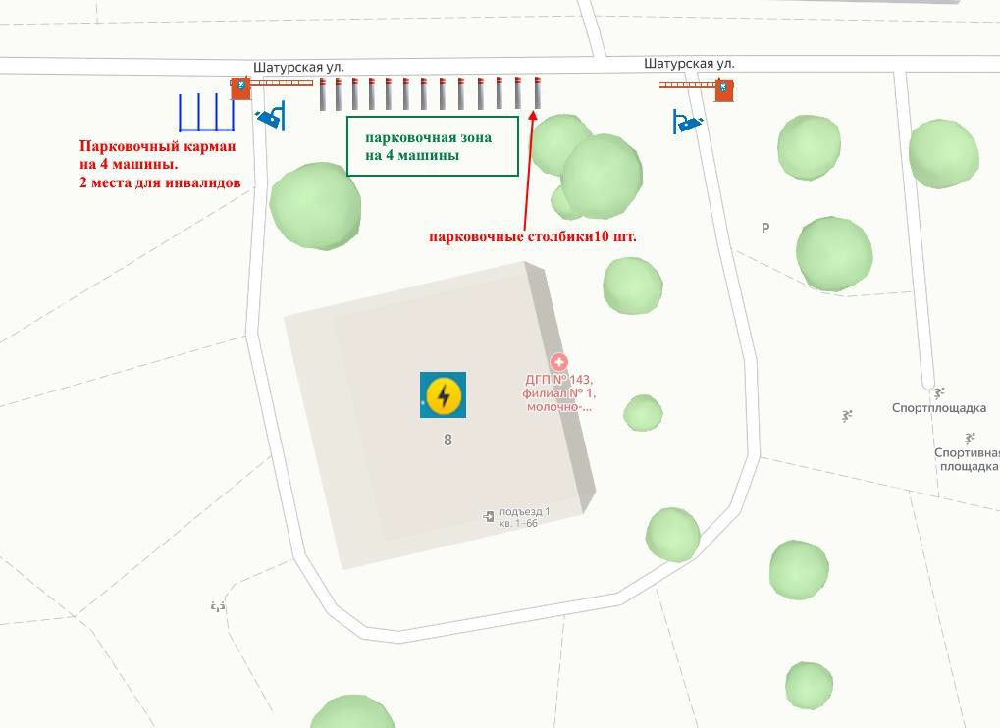 Шатурская ул.
Шатурская ул.
Парковочный карман
на 4 машины.
2 места для инвалидов
парковочная зона
на 4 машины
парковочные столбики10 шт.
P
ДГП № 143,
филиал № 1,
молочно-...
8
подъезд 1
кв. 1–66
Спортплощадка
Спортивная
площадка